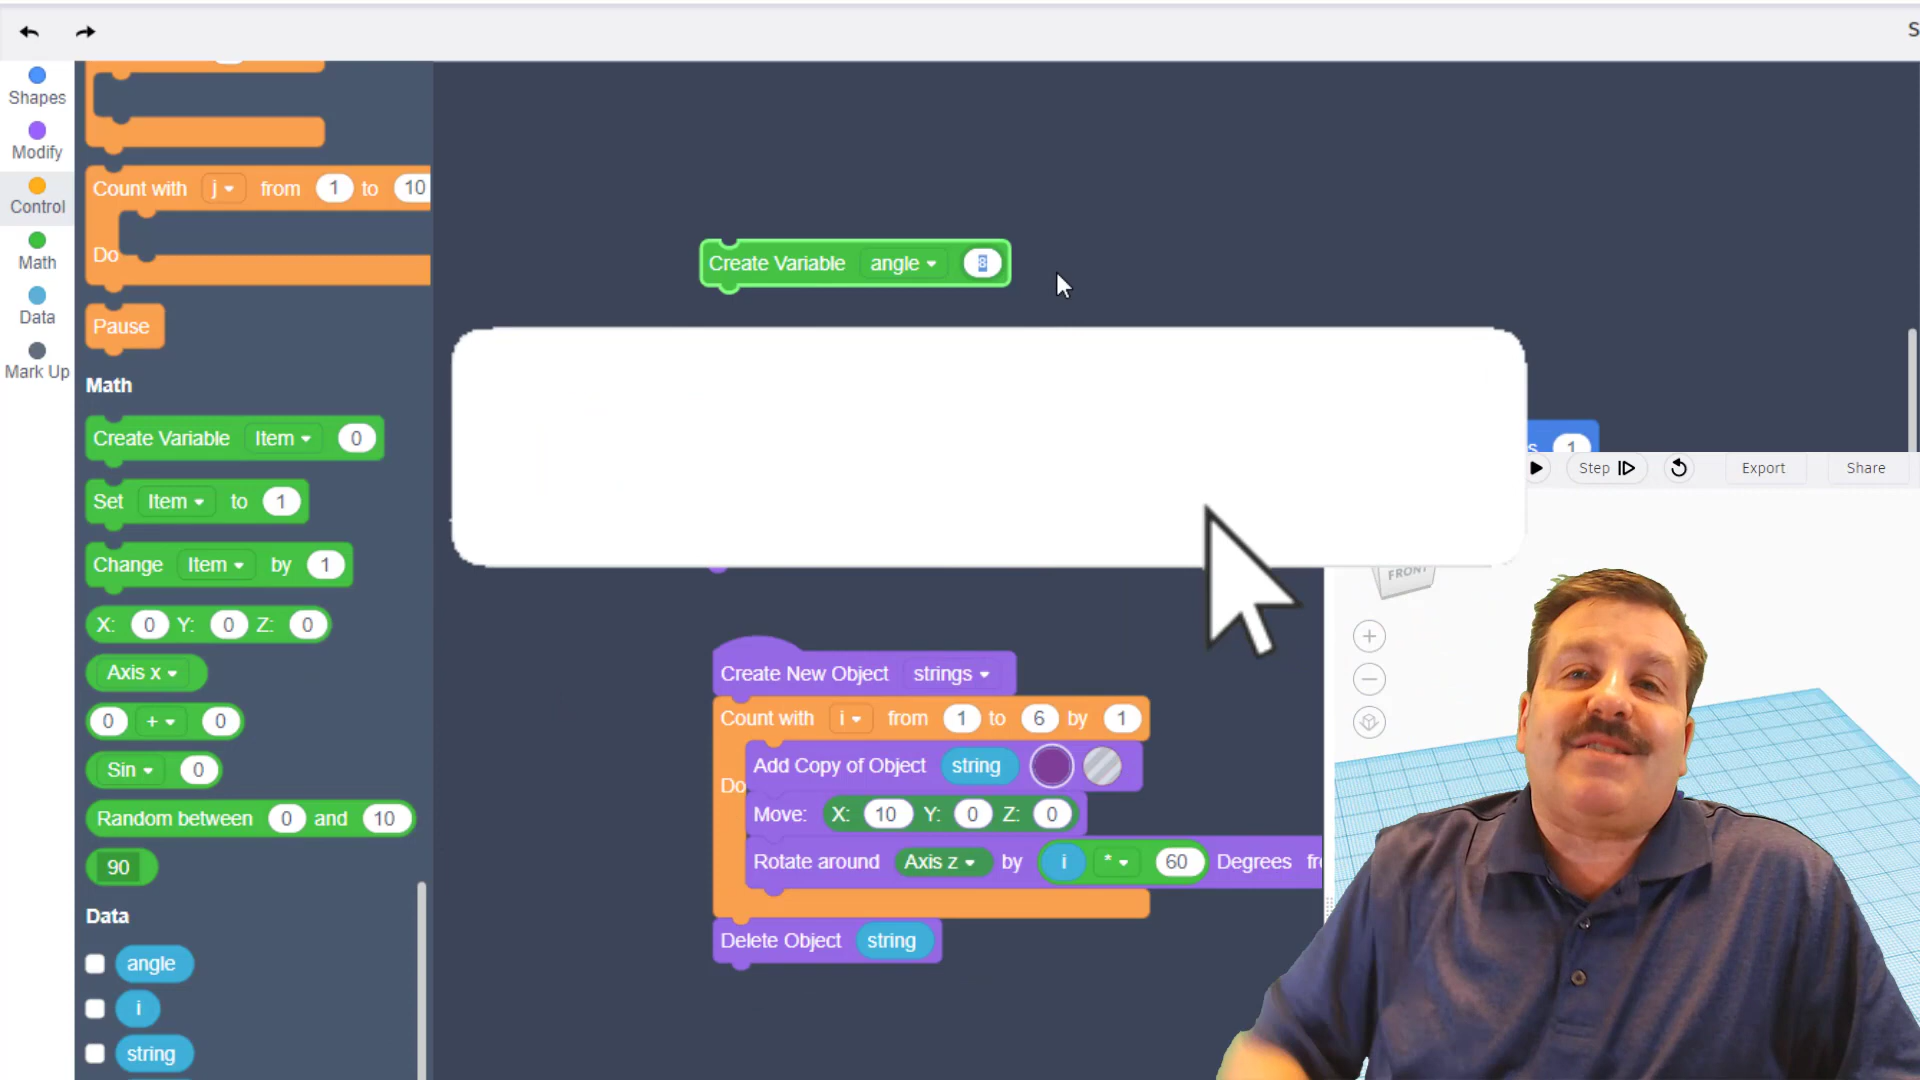 S
Shapes
Modify
Control
Math
Data
Mark Up
Count with j from 1 to 10
Do
Pause
Math
Create Variable Item 0
Set Item to 1
Change Item by 1
X: 0 Y: 0 Z: 0
Axis x
0 + 0
Sin 0
Random between 0 and 10
90
Data
angle
i
string
Create Variable angle 8
s 1
Step Export Share
FRONT
Create New Object strings
Count with i from 1 to 6 by 1
Do
Add Copy of Object string
Move: X: 10 Y: 0 Z: 0
Rotate around Axis z by i * 60 Degrees fr
Delete Object string